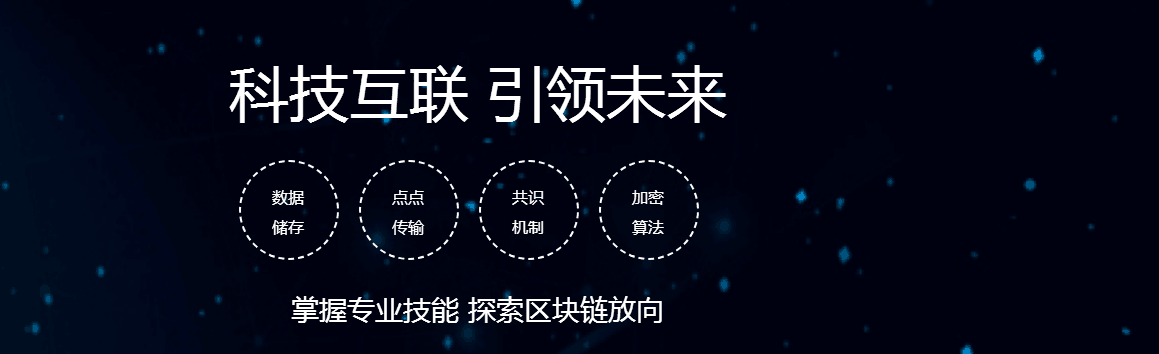 科技互联 引领未来
数据
储存
点点
传输
共识
机制
加密
算法
掌握专业技能 探索区块链放向